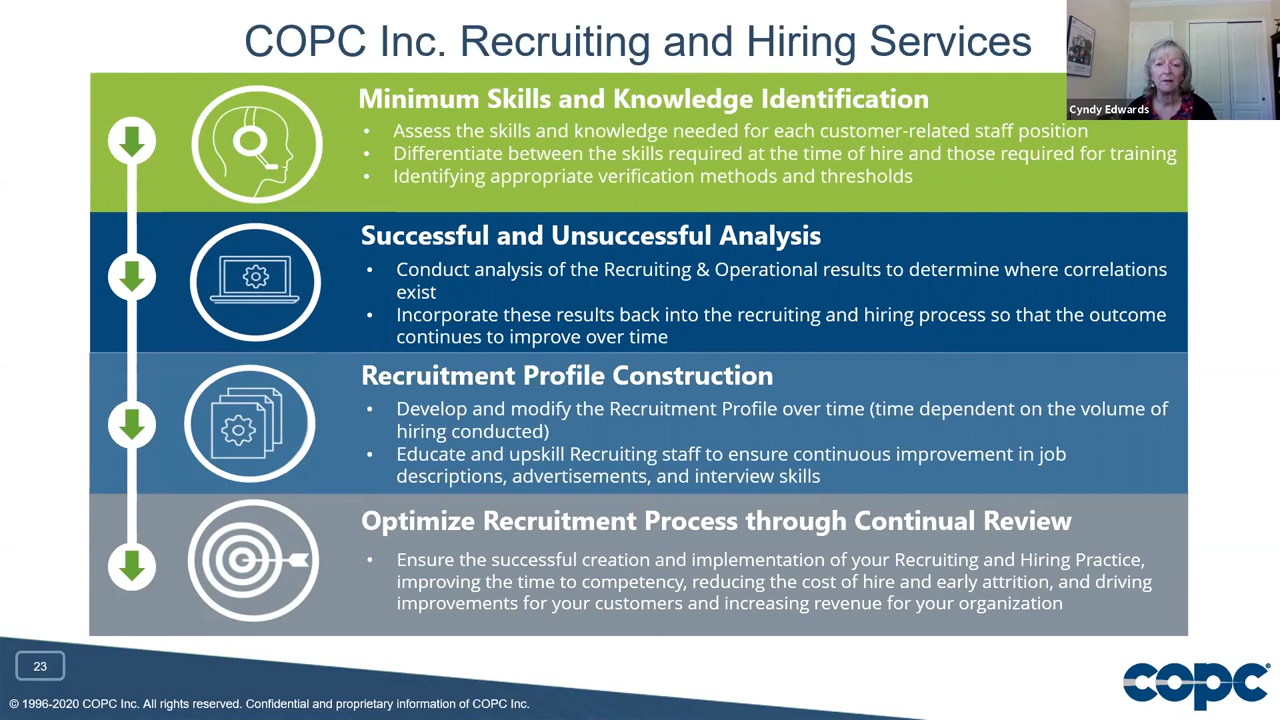 COPC Inc. Recruiting and Hiring Services
Cyndy Edwards
Minimum Skills and Knowledge Identification
• Assess the skills and knowledge needed for each customer-related staff position
• Differentiate between the skills required at the time of hire and those required for training
• Identifying appropriate verification methods and thresholds
Successful and Unsuccessful Analysis
• Conduct analysis of the Recruiting & Operational results to determine where correlations
exist
• Incorporate these results back into the recruiting and hiring process so that the outcome
continues to improve over time
Recruitment Profile Construction
• Develop and modify the Recruitment Profile over time (time dependent on the volume of
hiring conducted)
• Educate and upskill Recruiting staff to ensure continuous improvement in job
descriptions, advertisements, and interview skills
Optimize Recruitment Process through Continual Review
• Ensure the successful creation and implementation of your Recruiting and Hiring Practice,
improving the time to competency, reducing the cost of hire and early attrition, and driving
improvements for your customers and increasing revenue for your organization
23
copc®
© 1996-2020 COPC Inc. All rights reserved. Confidential and proprietary information of COPC Inc.